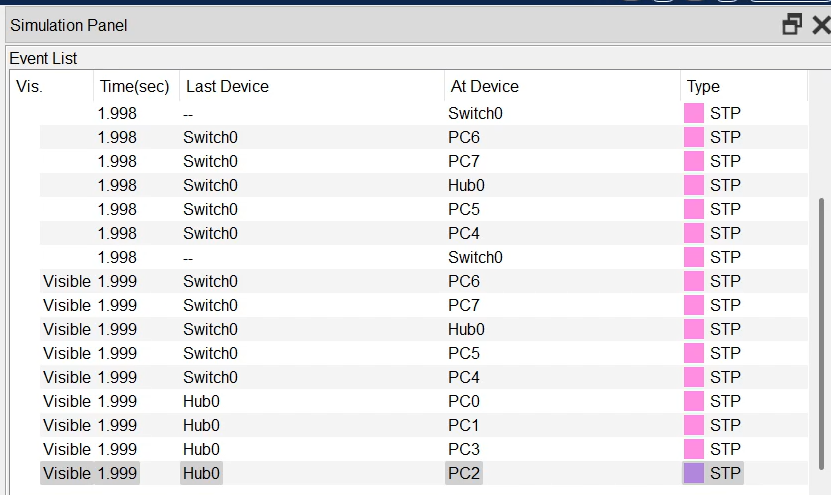 Simulation Panel
Event List
Vis. Time(sec) Last Device At Device Type
1.998 -- Switch0 STP
1.998 Switch0 PC6 STP
1.998 Switch0 PC7 STP
1.998 Switch0 Hub0 STP
1.998 Switch0 PC5 STP
1.998 Switch0 PC4 STP
1.998 -- Switch0 STP
Visible 1.999 Switch0 PC6 STP
Visible 1.999 Switch0 PC7 STP
Visible 1.999 Switch0 Hub0 STP
Visible 1.999 Switch0 PC5 STP
Visible 1.999 Switch0 PC4 STP
Visible 1.999 Hub0 PC0 STP
Visible 1.999 Hub0 PC1 STP
Visible 1.999 Hub0 PC3 STP
Visible 1.999 Hub0 PC2 STP